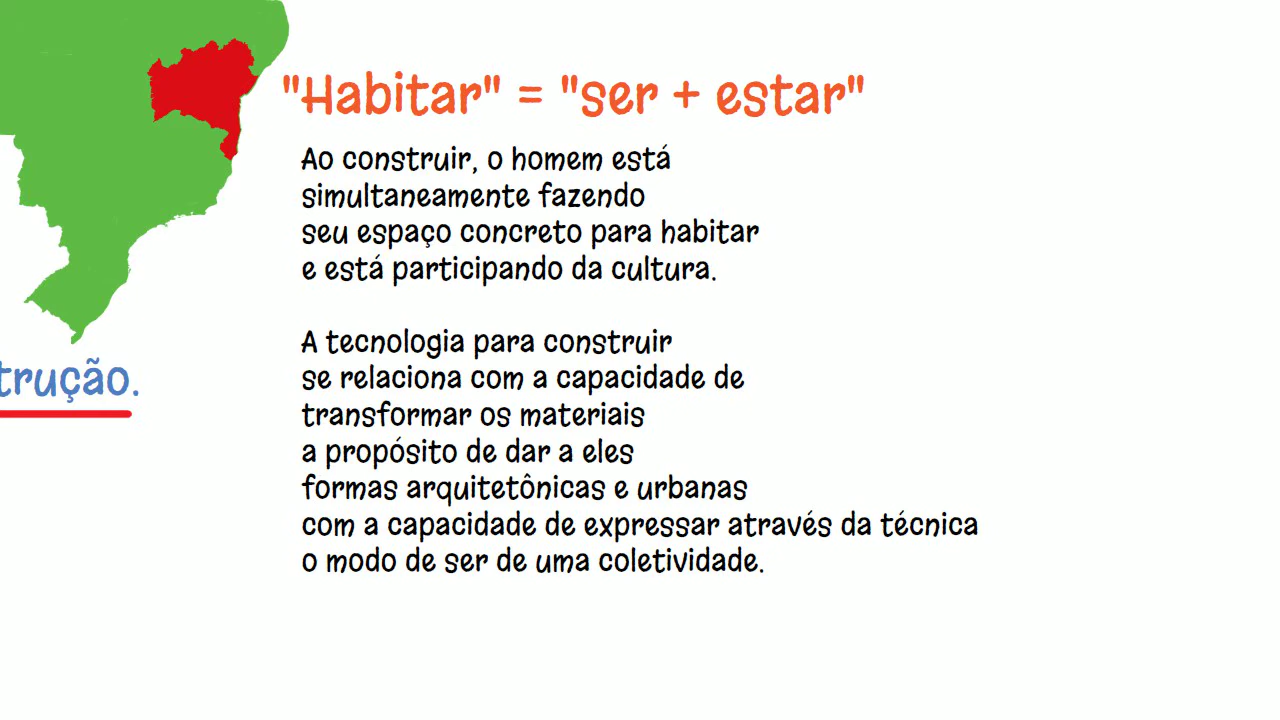 "Habitar" = "ser + estar"
Ao construir, o homem está
simultaneamente fazendo
seu espaço concreto para habitar
e está participando da cultura.
A tecnologia para construir
se relaciona com a capacidade de
transformar os materiais
a propósito de dar a eles
formas arquitetônicas e urbanas
com a capacidade de expressar através da técnica
o modo de ser de uma coletividade.
trução.